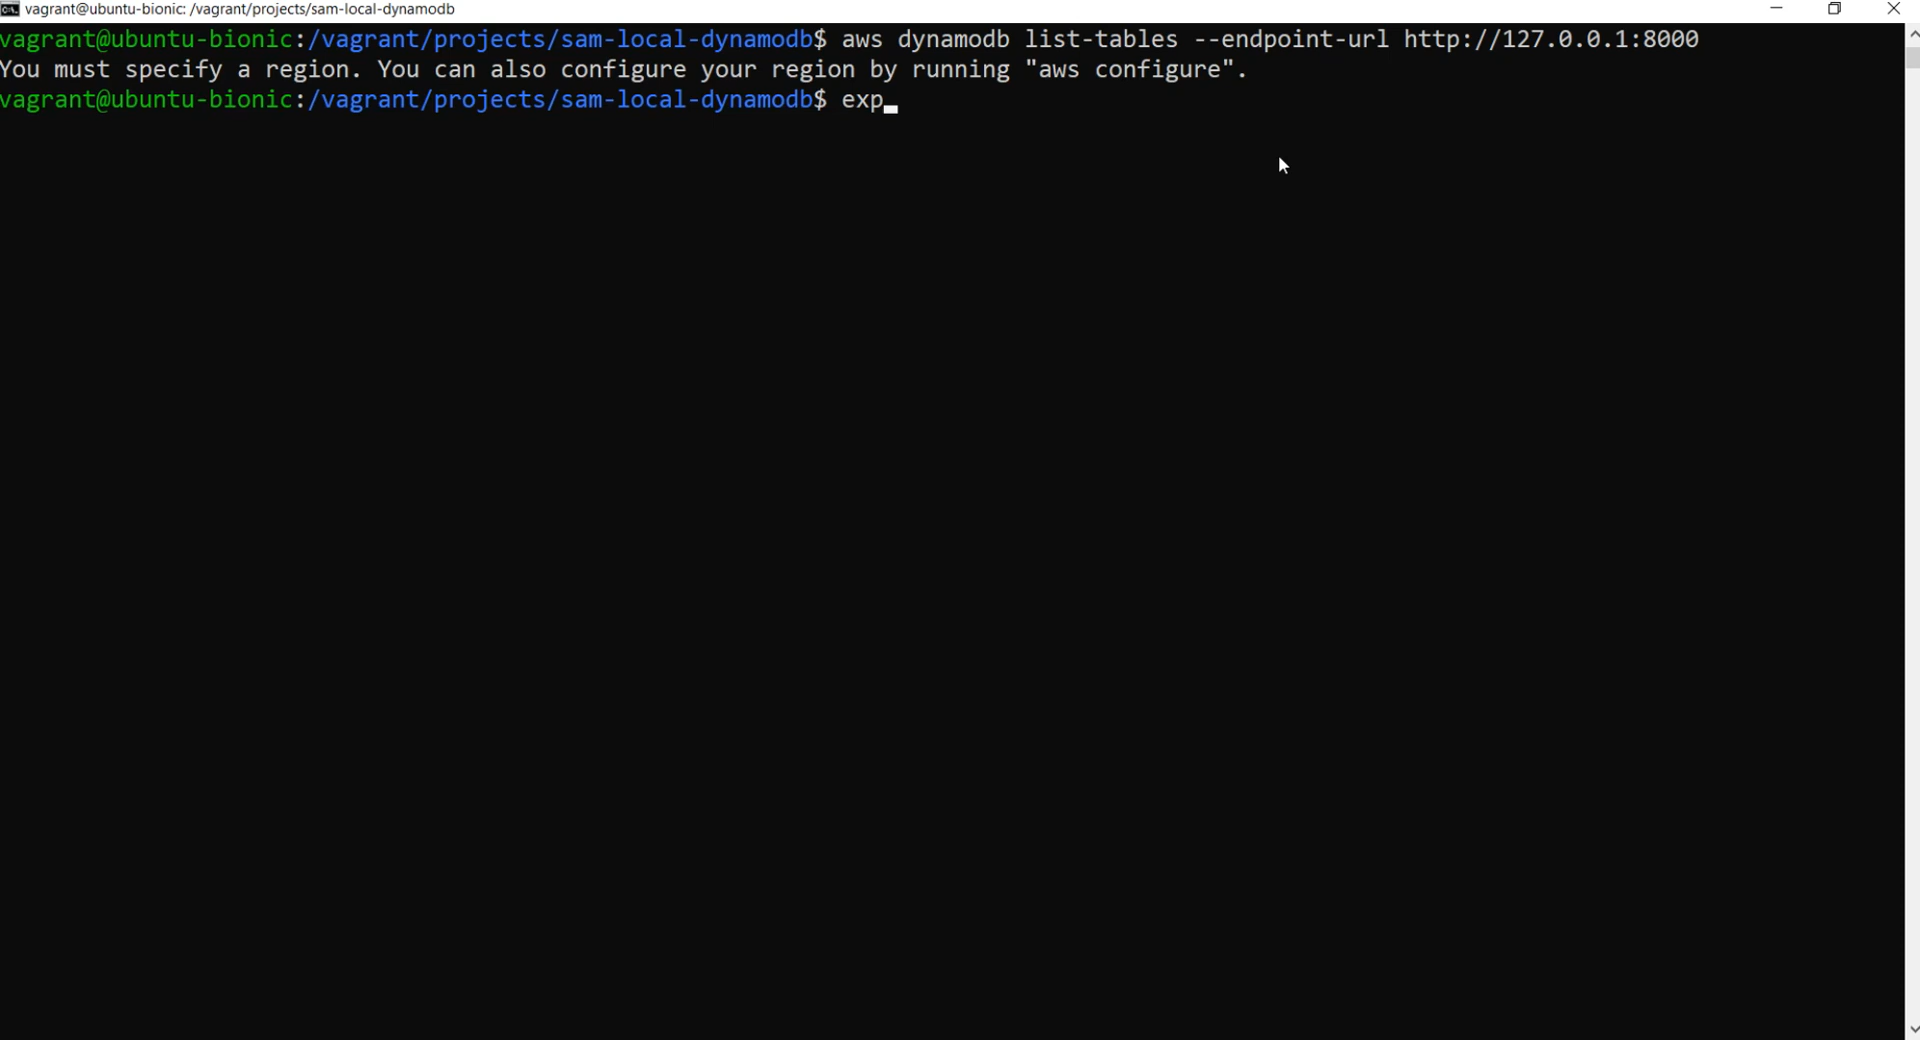 vagrant@ubuntu-bionic: /vagrant/projects/sam-local-dynamodb
vagrant@ubuntu-bionic:/vagrant/projects/sam-local-dynamodb$ aws dynamodb list-tables --endpoint-url http://127.0.0.1:8000
You must specify a region. You can also configure your region by running "aws configure".
vagrant@ubuntu-bionic:/vagrant/projects/sam-local-dynamodb$ exp